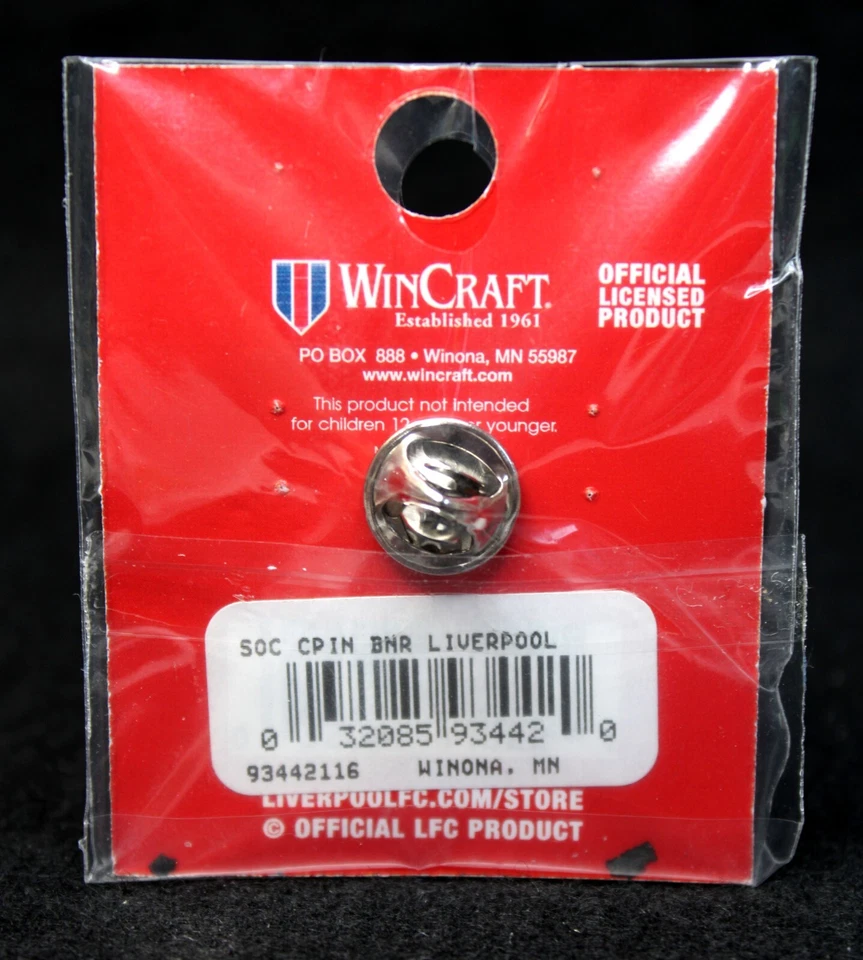 WINCRAFT®
Established 1961
OFFICIAL
LICENSED
PRODUCT
PO BOX 888 • Winona, MN 55987
www.wincraft.com
This product not intended
for children 12 younger.
SOC CPIN BNR LIVERPOOL
0 32085 93442 0
93442116 WINONA, MN
LIVERPOOLFC.COM/STORE
© OFFICIAL LFC PRODUCT